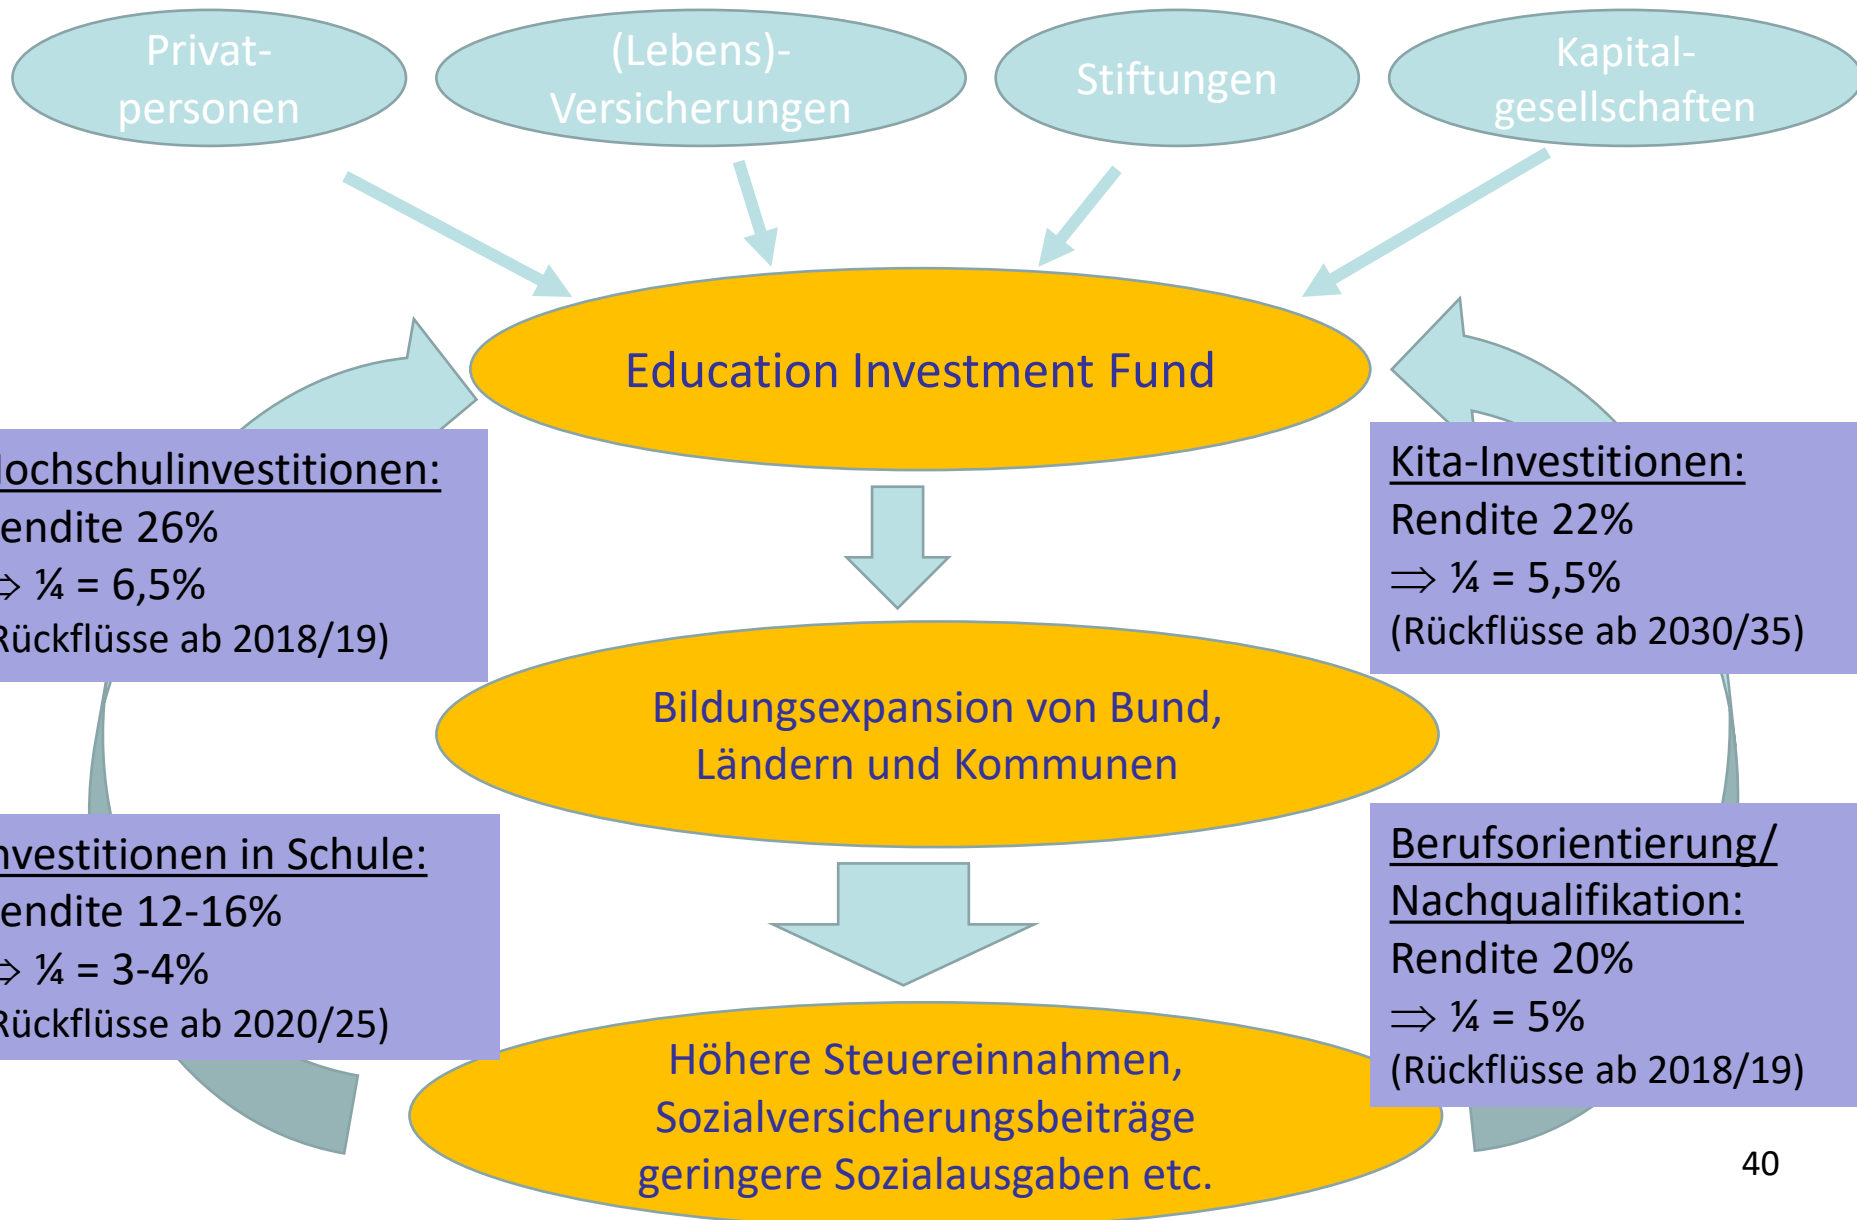 Privat-
personen
(Lebens)-
Versicherungen
Stiftungen
Kapital-
gesellschaften
Education Investment Fund
Hochschulinvestitionen:
Rendite 26%
⇒ ¼ = 6,5%
(Rückflüsse ab 2018/19)
Kita-Investitionen:
Rendite 22%
⇒ ¼ = 5,5%
(Rückflüsse ab 2030/35)
Bildungsexpansion von Bund,
Ländern und Kommunen
Investitionen in Schule:
Rendite 12-16%
⇒ ¼ = 3-4%
(Rückflüsse ab 2020/25)
Berufsorientierung/
Nachqualifikation:
Rendite 20%
⇒ ¼ = 5%
(Rückflüsse ab 2018/19)
Höhere Steuereinnahmen,
Sozialversicherungsbeiträge
geringere Sozialausgaben etc.
40